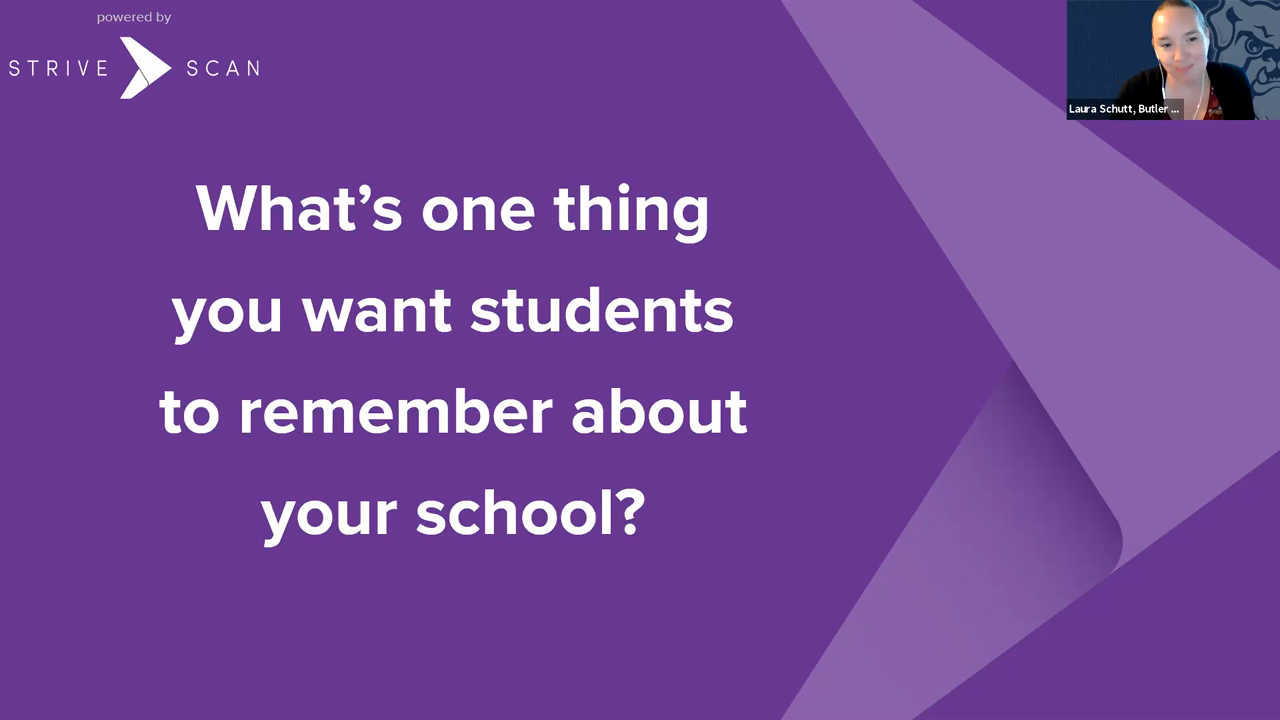 powered by
STRIVE SCAN
Laura Schutt, Butler ...
What's one thing
you want students
to remember about
your school?